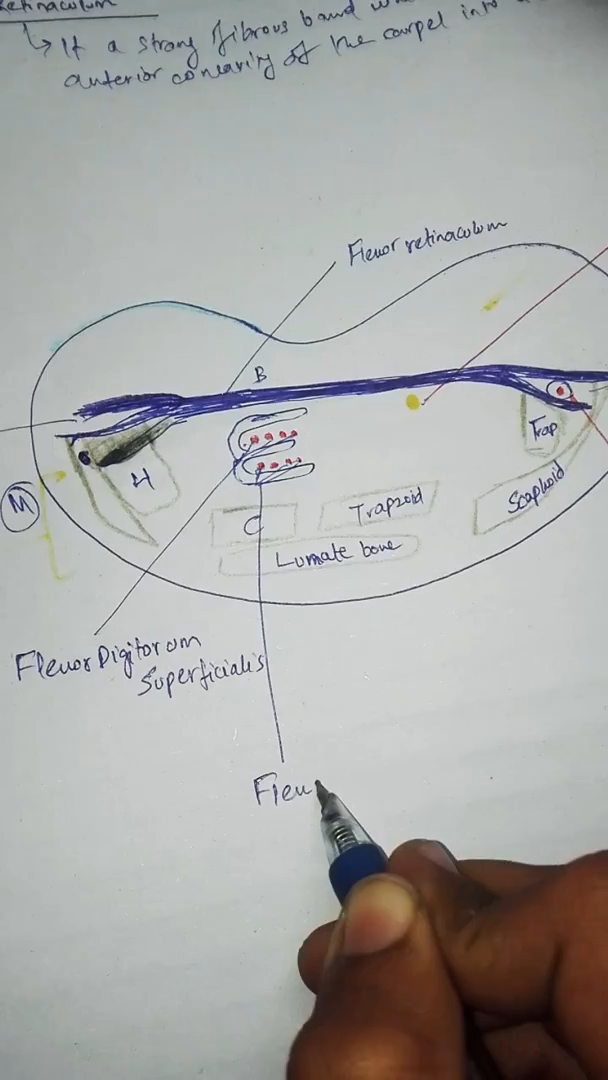 Retinaculum
It a strong fibrous band
anterior concavity of the carpel into
Flexor retinaculum
B
Trap
H
M
Scaphoid
Trapzoid
C
Lumate bone
Flexor Digitorum
Superficialis
Flex